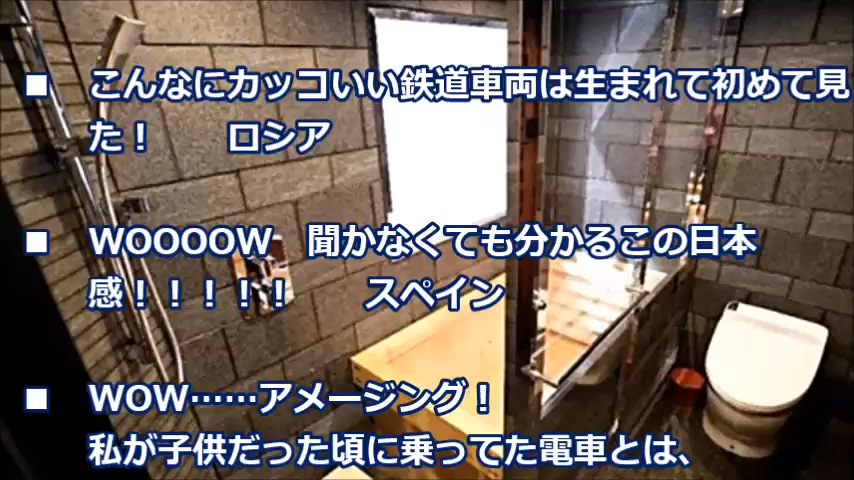 ■ こんなにカッコいい鉄道車両は生まれて初めて見
た！ ロシア
■ WOOOOW 聞かなくても分かるこの日本
感！！！！！ スペイン
■ WOW……アメージング！
私が子供だった頃に乗ってた電車とは、